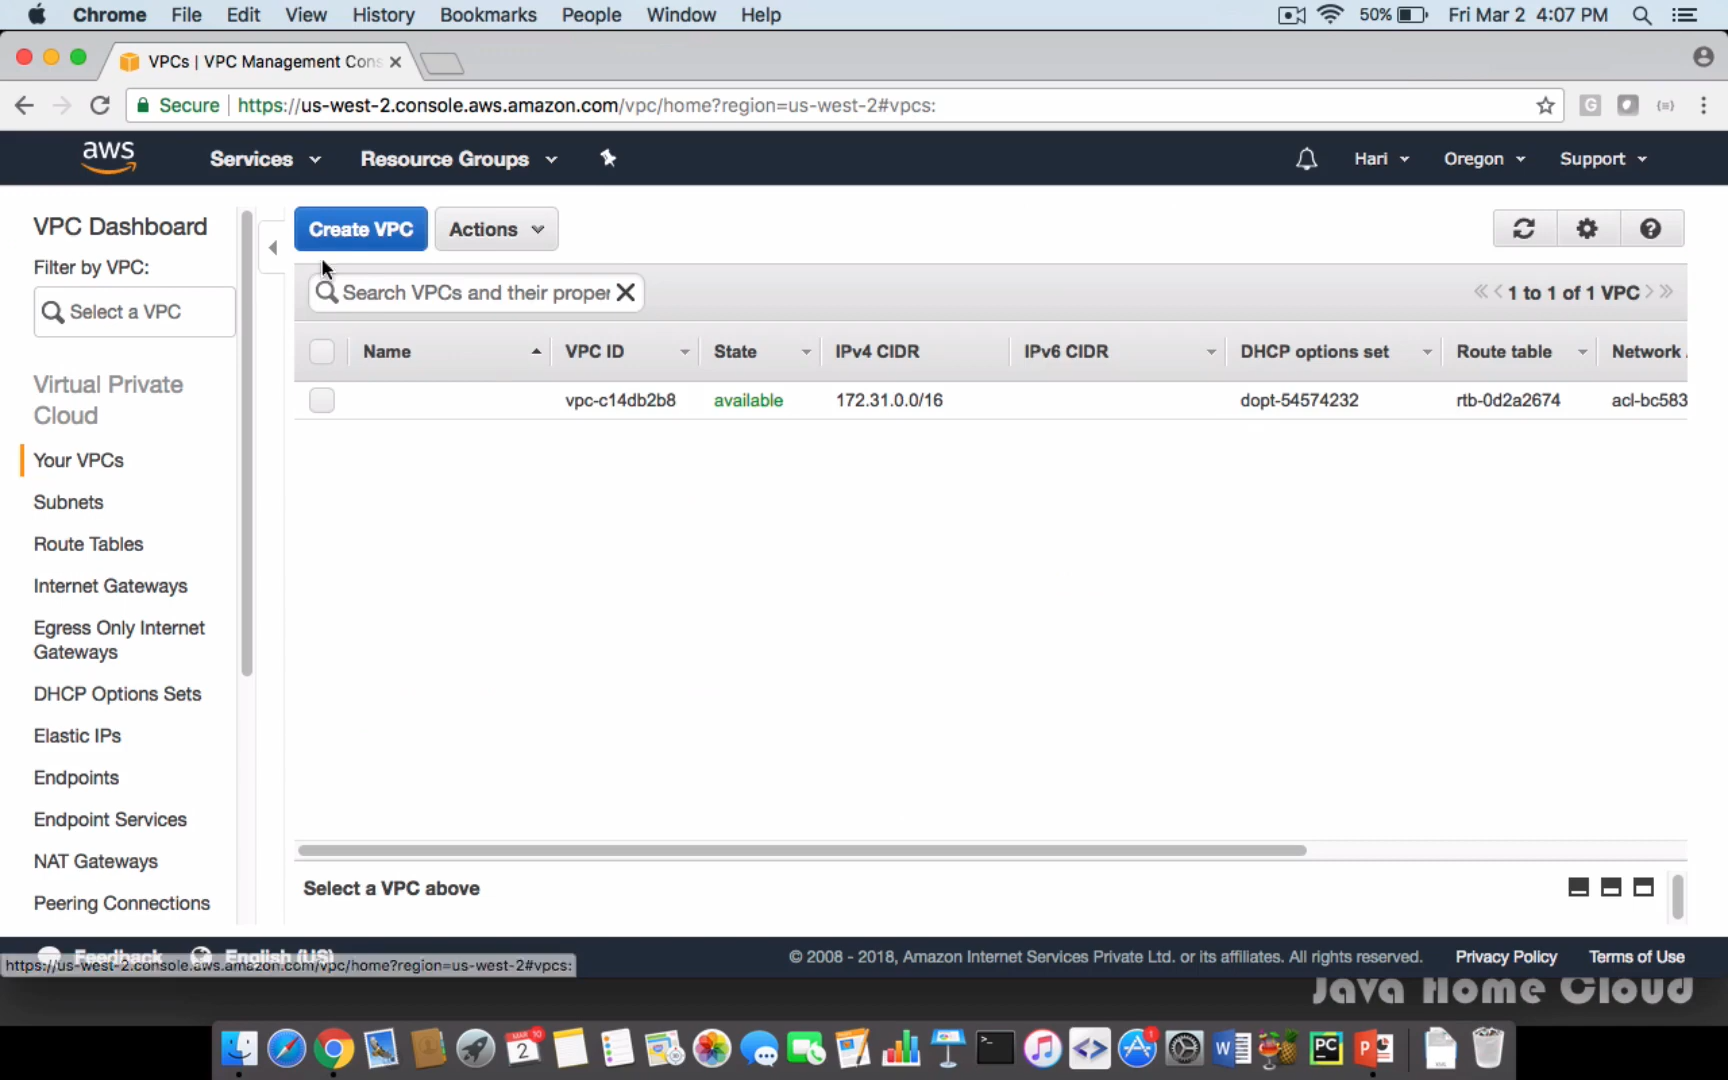 Chrome File Edit View History Bookmarks People Window Help 50% Fri Mar 2 4:07 PM
VPCs | VPC Management Cons
Secure https://us-west-2.console.aws.amazon.com/vpc/home?region=us-west-2#vpcs:
aws Services Resource Groups Hari Oregon Support
VPC Dashboard
Filter by VPC:
Select a VPC
Virtual Private
Cloud
Your VPCs
Subnets
Route Tables
Internet Gateways
Egress Only Internet
Gateways
DHCP Options Sets
Elastic IPs
Endpoints
Endpoint Services
NAT Gateways
Peering Connections
Create VPC Actions
Search VPCs and their proper 1 to 1 of 1 VPC
Name VPC ID State IPv4 CIDR IPv6 CIDR DHCP options set Route table Network
vpc-c14db2b8 available 172.31.0.0/16 dopt-54574232 rtb-0d2a2674 acl-bc583
Select a VPC above
Feedback English (US) © 2008 - 2018, Amazon Internet Services Private Ltd. or its affiliates. All rights reserved. Privacy Policy Terms of Use
https://us-west-2.console.aws.amazon.com/vpc/home?region=us-west-2#vpcs:
Java Home Cloud